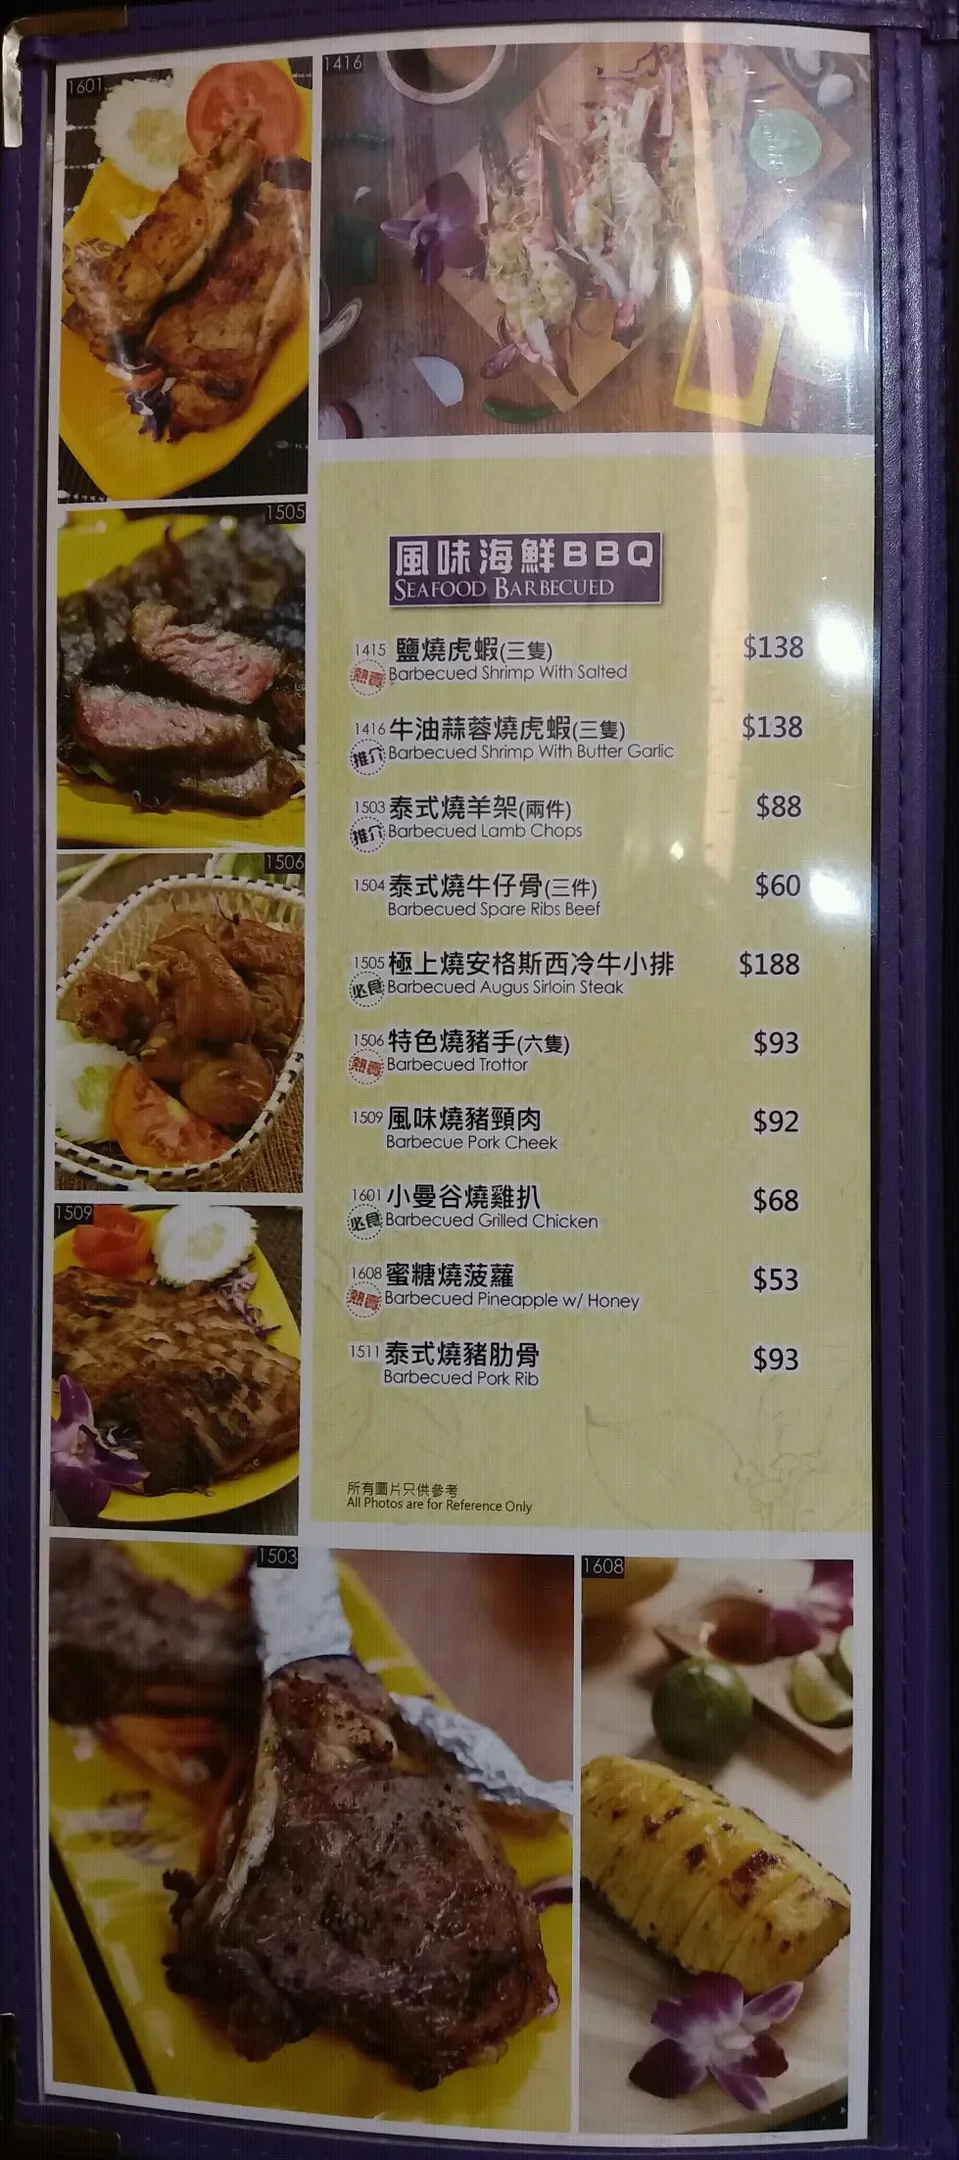 1601
1416
1505
1506
1509
風味海鮮BBQ
SEAFOOD BARBECUED
1415 鹽燒虎蝦(三隻) $138
熱賣 Barbecued Shrimp With Salted
1416 牛油蒜蓉燒虎蝦(三隻) $138
推介 Barbecued Shrimp With Butter Garlic
1503 泰式燒羊架(兩件) $88
推介 Barbecued Lamb Chops
1504 泰式燒牛仔骨(三件) $60
Barbecued Spare Ribs Beef
1505 極上燒安格斯西冷牛小排 $188
必食 Barbecued Augus Sirloin Steak
1506 特色燒豬手(六隻) $93
熱賣 Barbecued Trottor
1509 風味燒豬頸肉 $92
Barbecue Pork Cheek
1601 小曼谷燒雞扒 $68
必食 Barbecued Grilled Chicken
1608 蜜糖燒菠蘿 $53
熱賣 Barbecued Pineapple w/ Honey
1511 泰式燒豬肋骨 $93
Barbecued Pork Rib
所有圖片只供參考
All Photos are for Reference Only
1503
1608